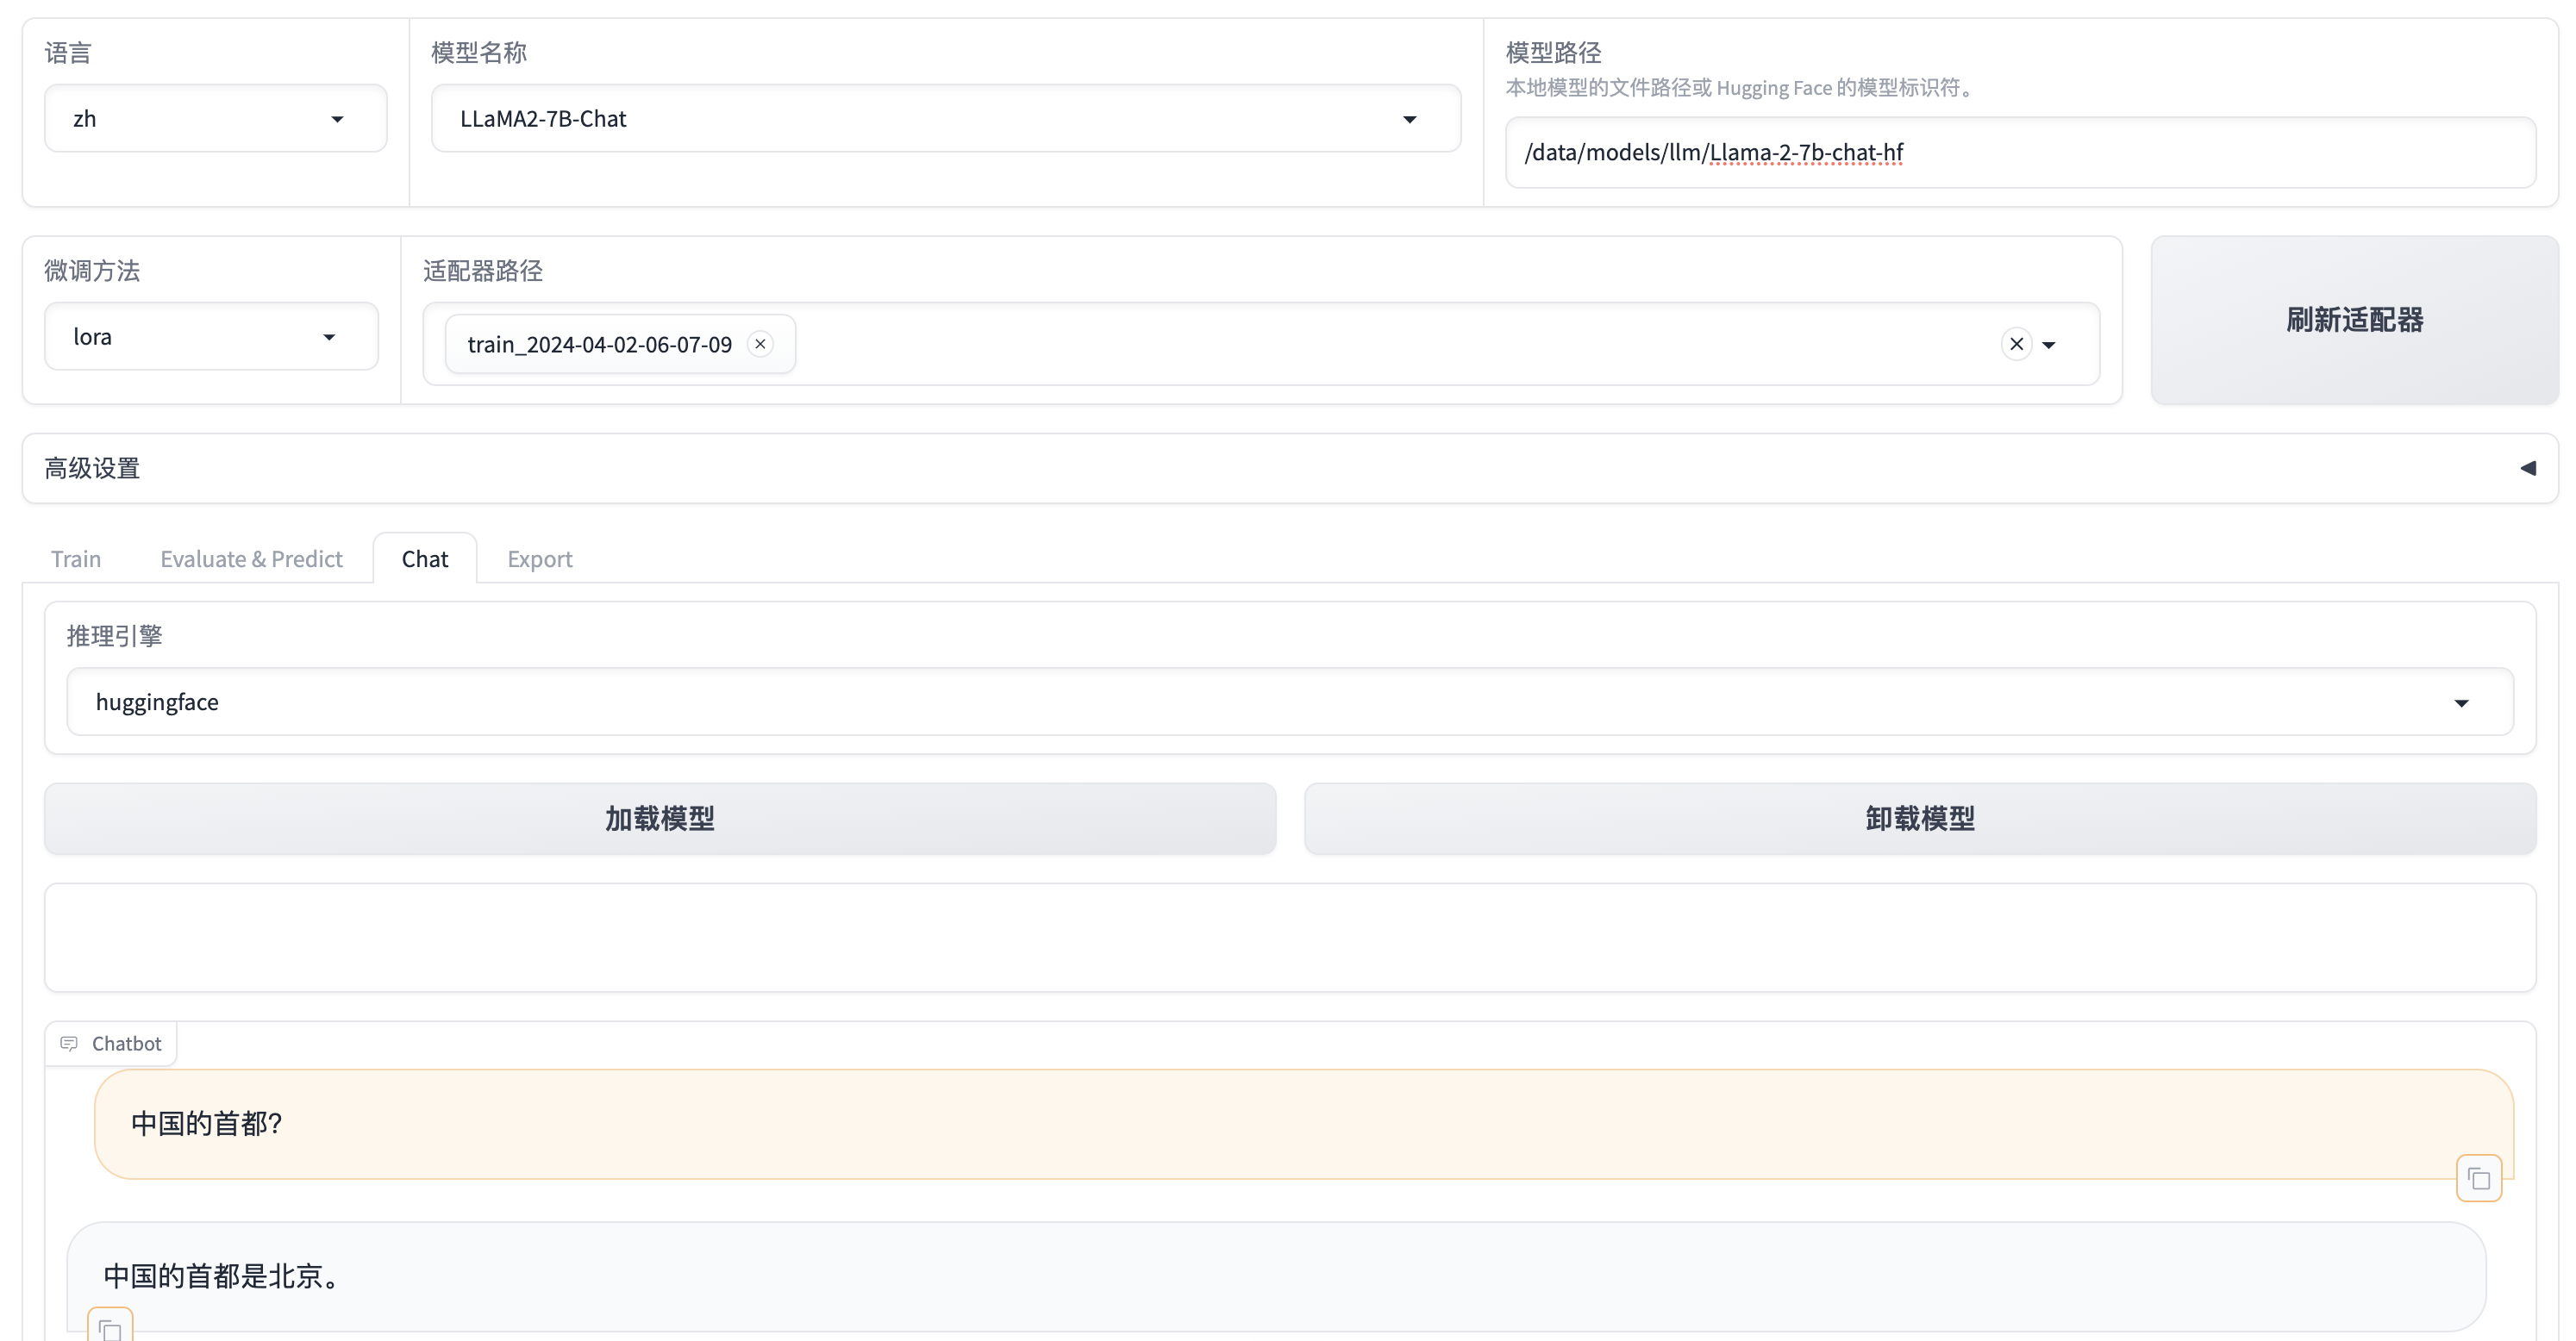 语言
zh
模型名称
LLaMA2-7B-Chat
模型路径
本地模型的文件路径或 Hugging Face 的模型标识符。
/data/models/llm/Llama-2-7b-chat-hf
微调方法
lora
适配器路径
train_2024-04-02-06-07-09
刷新适配器
高级设置
Train Evaluate & Predict Chat Export
推理引擎
huggingface
加载模型 卸载模型
Chatbot
中国的首都?
中国的首都是北京。